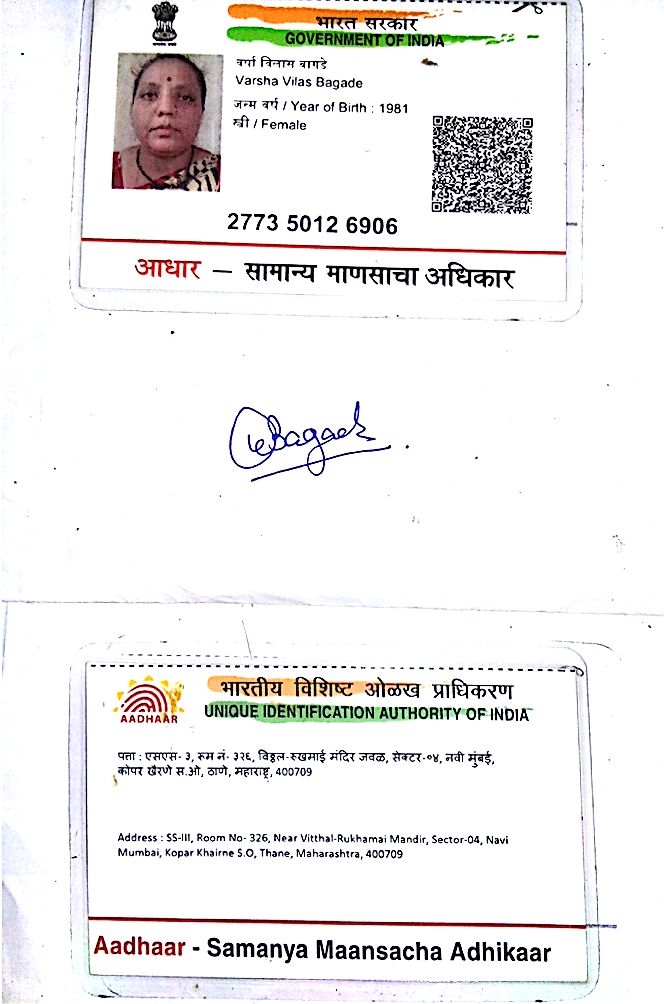 भारत सरकार
GOVERNMENT OF INDIA
वर्षा विलास बागडे
Varsha Vilas Bagade
जन्म वर्ष / Year of Birth : 1981
स्त्री / Female
2773 5012 6906
आधार – सामान्य माणसाचा अधिकार
Bagade
भारतीय विशिष्ट ओळख प्राधिकरण
AADHAAR
UNIQUE IDENTIFICATION AUTHORITY OF INDIA
पत्ता : एसएस- ३, रूम नं- ३२६, विठ्ठल-रुखमाई मंदिर जवळ, सेक्टर-०४, नवी मुंबई,
कोपर खैरणे स.ओ, ठाणे, महाराष्ट्र, 400709
Address : SS-III, Room No- 326, Near Vitthal-Rukhamai Mandir, Sector-04, Navi
Mumbai, Kopar Khairne S.O, Thane, Maharashtra, 400709
Aadhaar - Samanya Maansacha Adhikaar